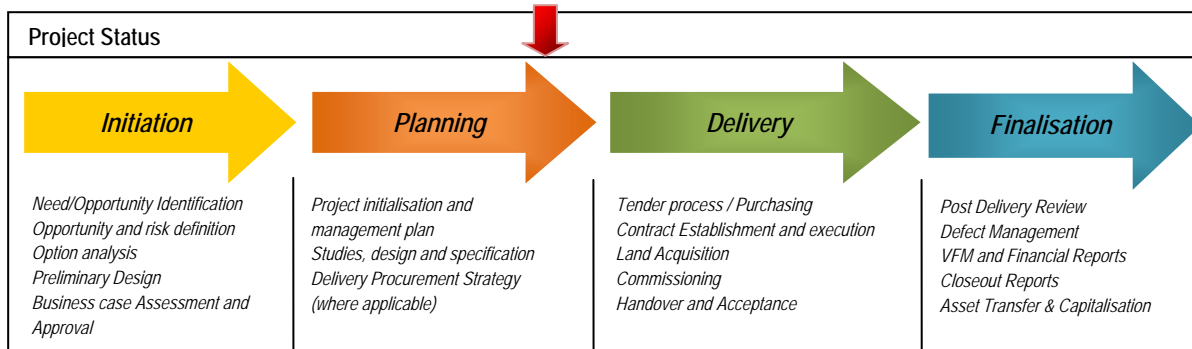 Project Status
Initiation
Planning
Delivery
Finalisation
Need/Opportunity Identification
Opportunity and risk definition
Option analysis
Preliminary Design
Business case Assessment and
Approval
Project initialisation and
management plan
Studies, design and specification
Delivery Procurement Strategy
(where applicable)
Tender process / Purchasing
Contract Establishment and execution
Land Acquisition
Commissioning
Handover and Acceptance
Post Delivery Review
Defect Management
VFM and Financial Reports
Closeout Reports
Asset Transfer & Capitalisation